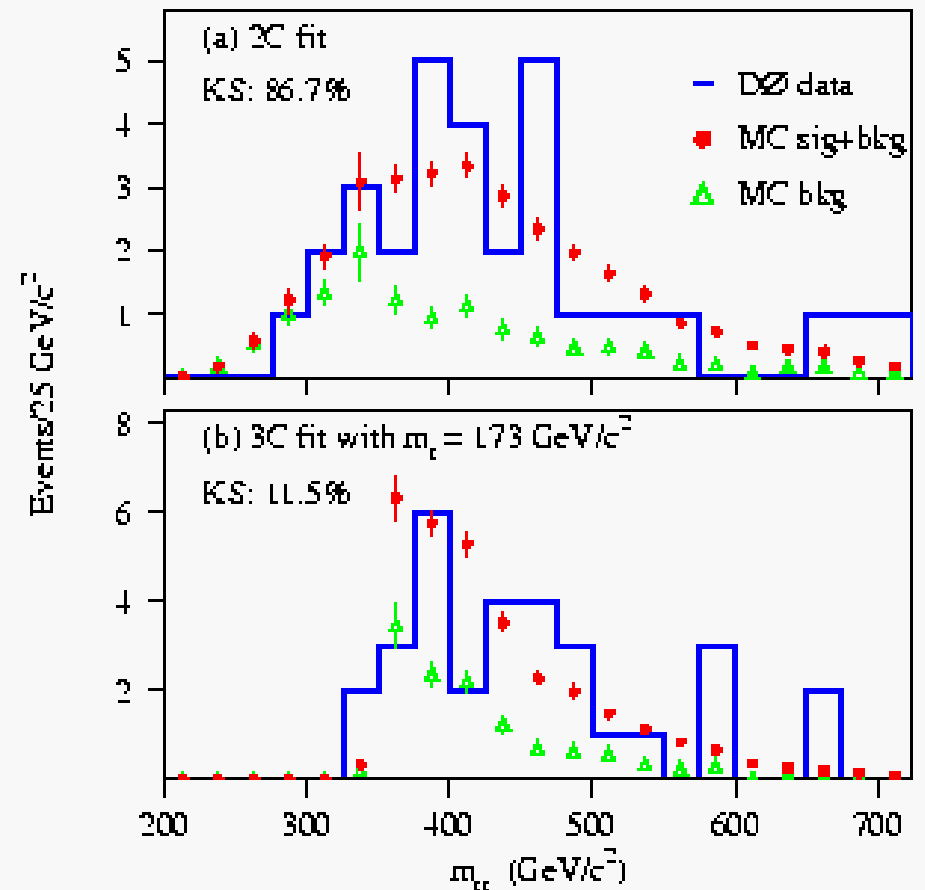 (a) 2C fit
KS: 86.7%
DØ data
MC sig+bkg
MC bkg
5
4
3
2
1
Events/25 GeV/c²
(b) 3C fit with mₜ = 173 GeV/c²
KS: 11.5%
8
6
4
2
200 300 400 500 600 700
(GeV/c²)